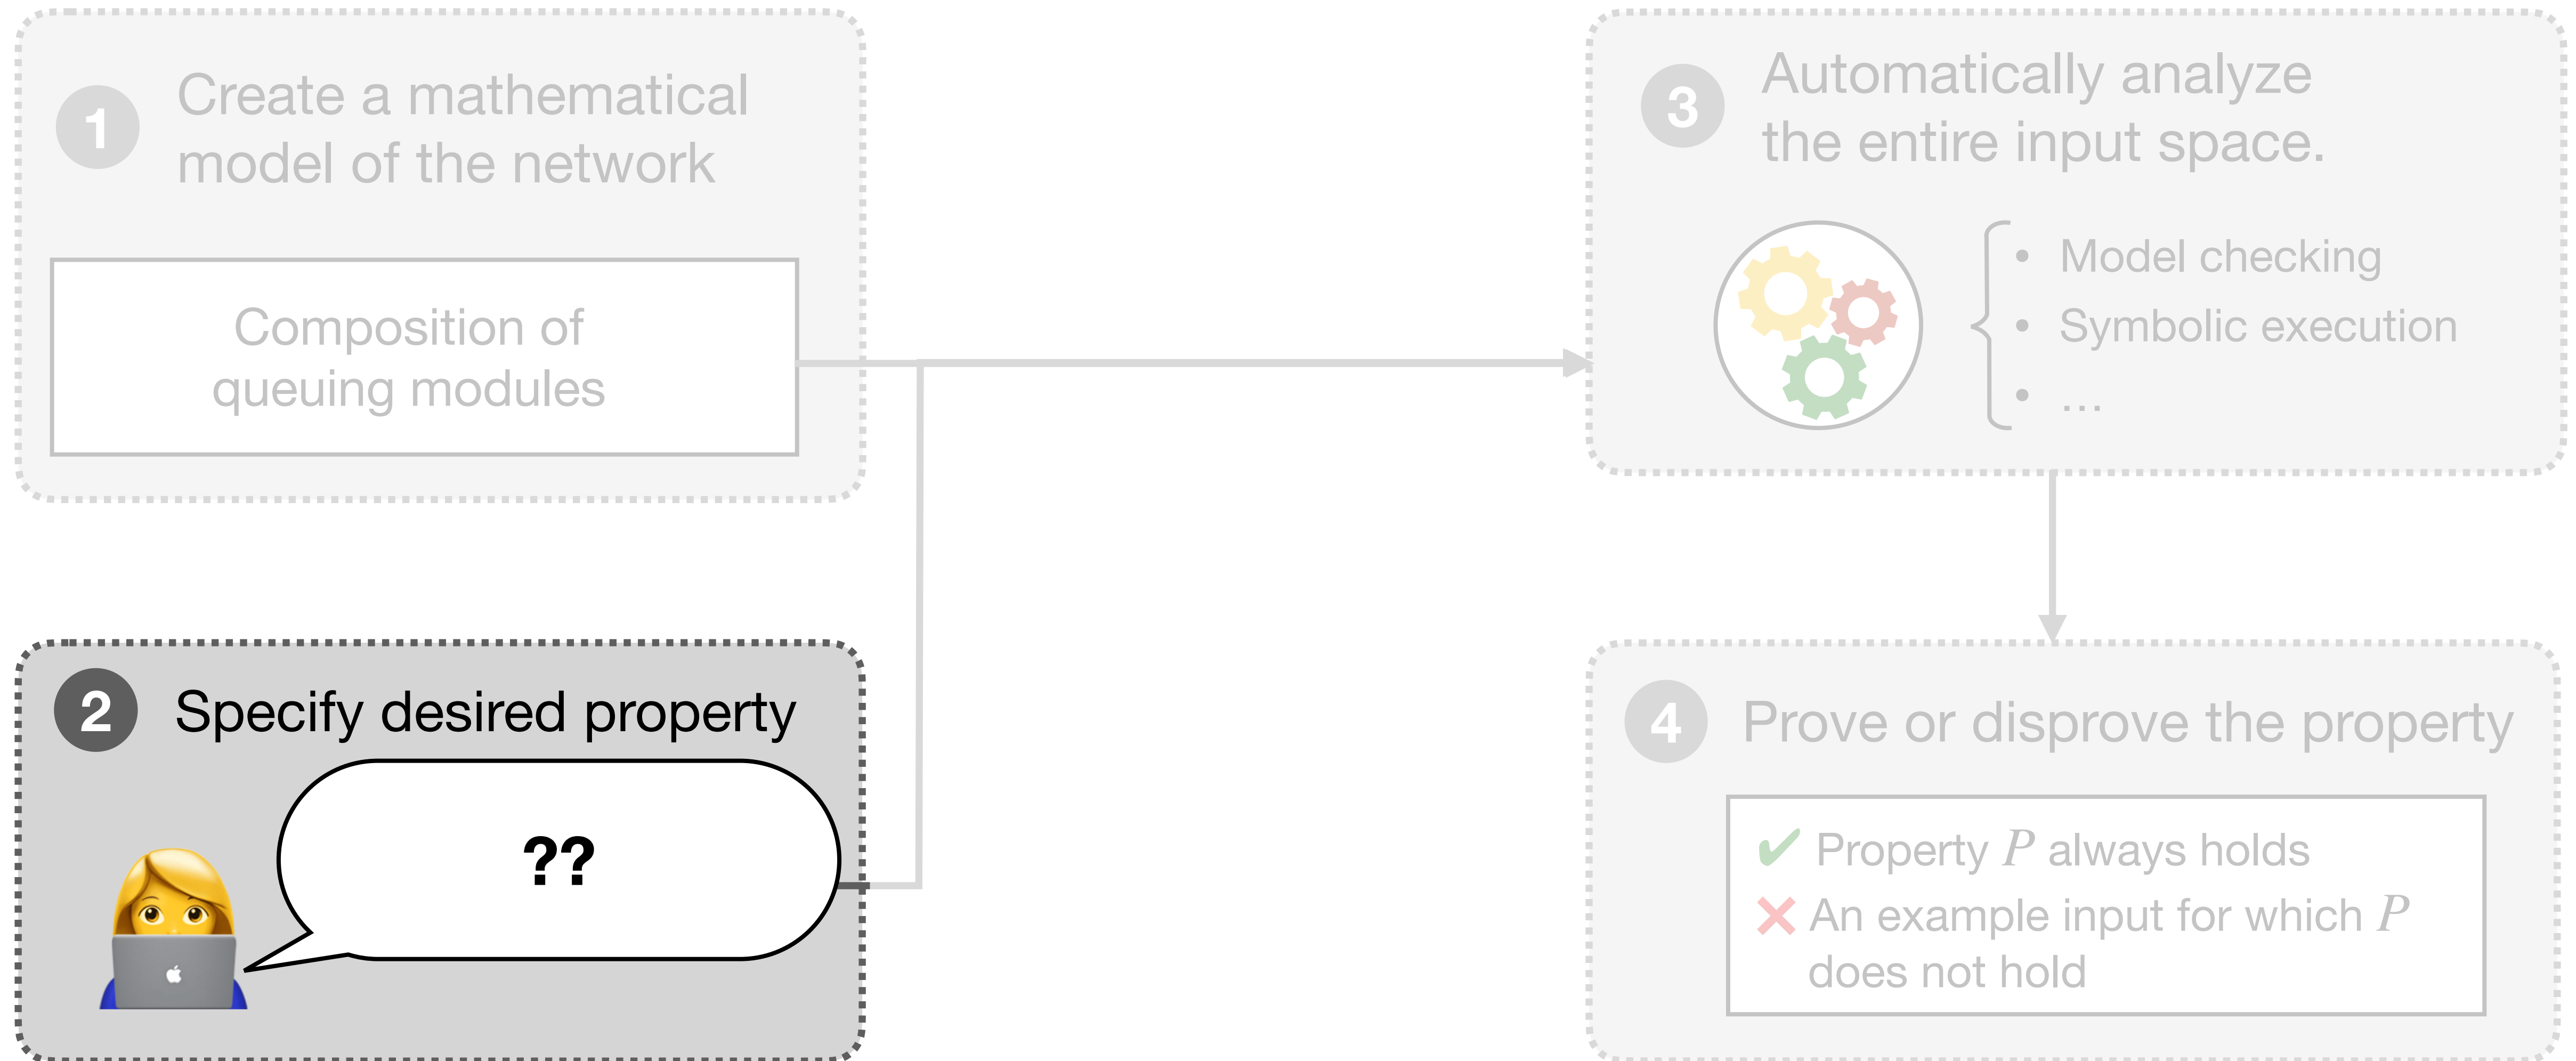 1
Create a mathematical
model of the network
Composition of
queuing modules
2
Specify desired property
??
3
Automatically analyze
the entire input space.
• Model checking
• Symbolic execution
• ...
4
Prove or disprove the property
✔ Property P always holds
✕ An example input for which P
does not hold